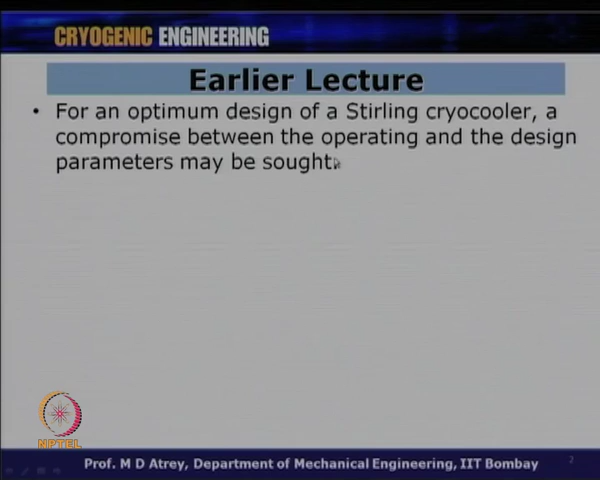 CRYOGENIC ENGINEERING
Earlier Lecture
• For an optimum design of a Stirling cryocooler, a
compromise between the operating and the design
parameters may be sought.
NPTEL
Prof. M D Atrey, Department of Mechanical Engineering, IIT Bombay
2